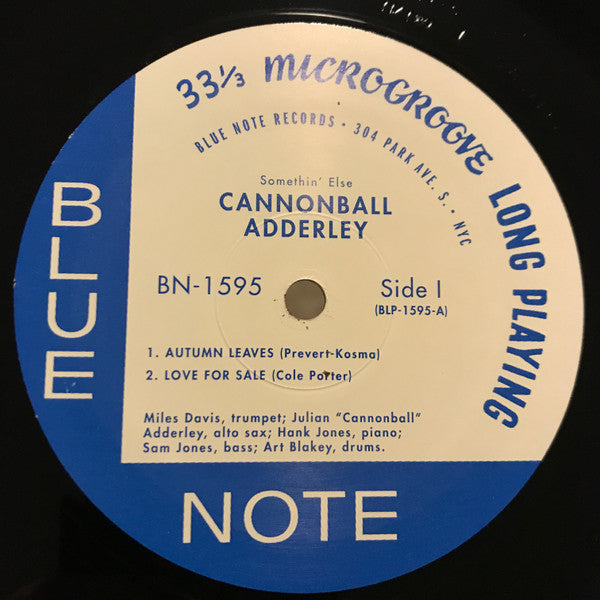 33⅓ MICROGROOVE LONG PLAYING
BLUE NOTE RECORDS • 304 PARK AVE. S. • NYC
Somethin' Else
CANNONBALL
ADDERLEY
BN-1595
Side I
(BLP-1595-A)
1. AUTUMN LEAVES (Prevert-Kosma)
2. LOVE FOR SALE (Cole Porter)
Miles Davis, trumpet; Julian "Cannonball"
Adderley, alto sax; Hank Jones, piano;
Sam Jones, bass; Art Blakey, drums.
BLUE
NOTE